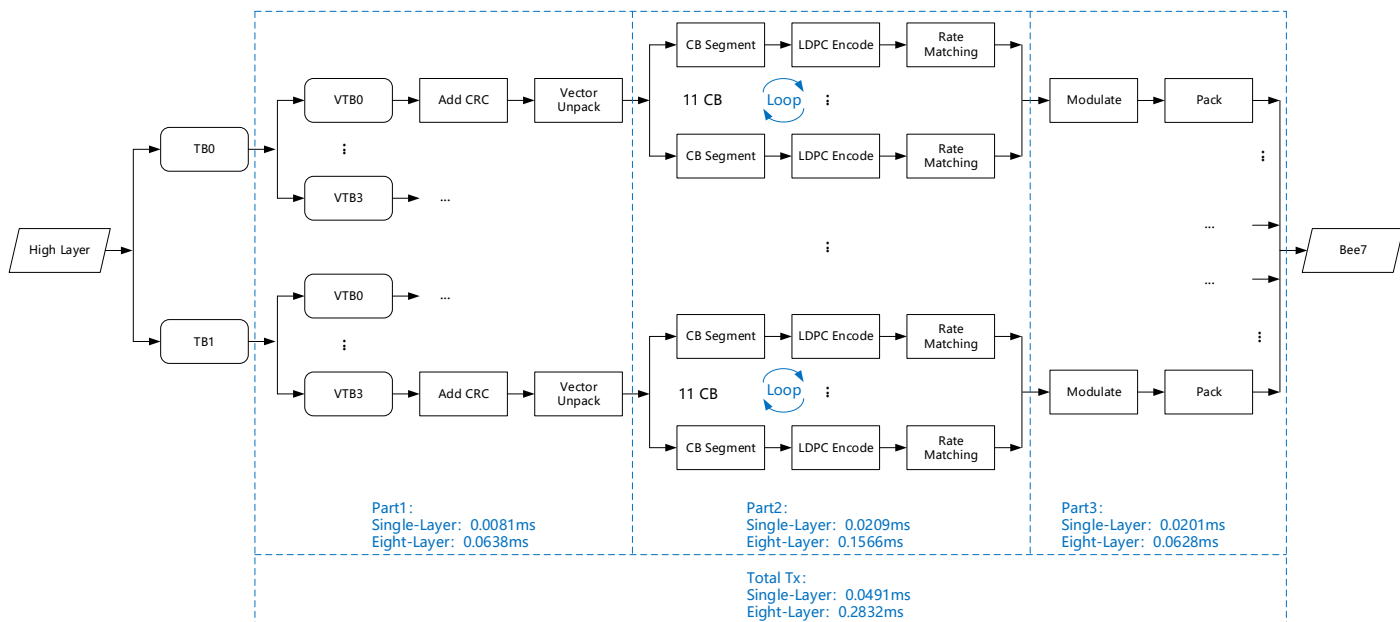 High Layer
TB0
TB1
VTB0
Add CRC
Vector
Unpack
⋮
VTB3
...
VTB0
...
⋮
VTB3
Add CRC
Vector
Unpack
CB Segment
LDPC Encode
Rate
Matching
11 CB
Loop
⋮
CB Segment
LDPC Encode
Rate
Matching
⋮
CB Segment
LDPC Encode
Rate
Matching
11 CB
Loop
⋮
CB Segment
LDPC Encode
Rate
Matching
Modulate
Pack
⋮
...
...
⋮
Modulate
Pack
Bee7
Part1:
Single-Layer: 0.0081ms
Eight-Layer: 0.0638ms
Part2:
Single-Layer: 0.0209ms
Eight-Layer: 0.1566ms
Part3:
Single-Layer: 0.0201ms
Eight-Layer: 0.0628ms
Total Tx:
Single-Layer: 0.0491ms
Eight-Layer: 0.2832ms